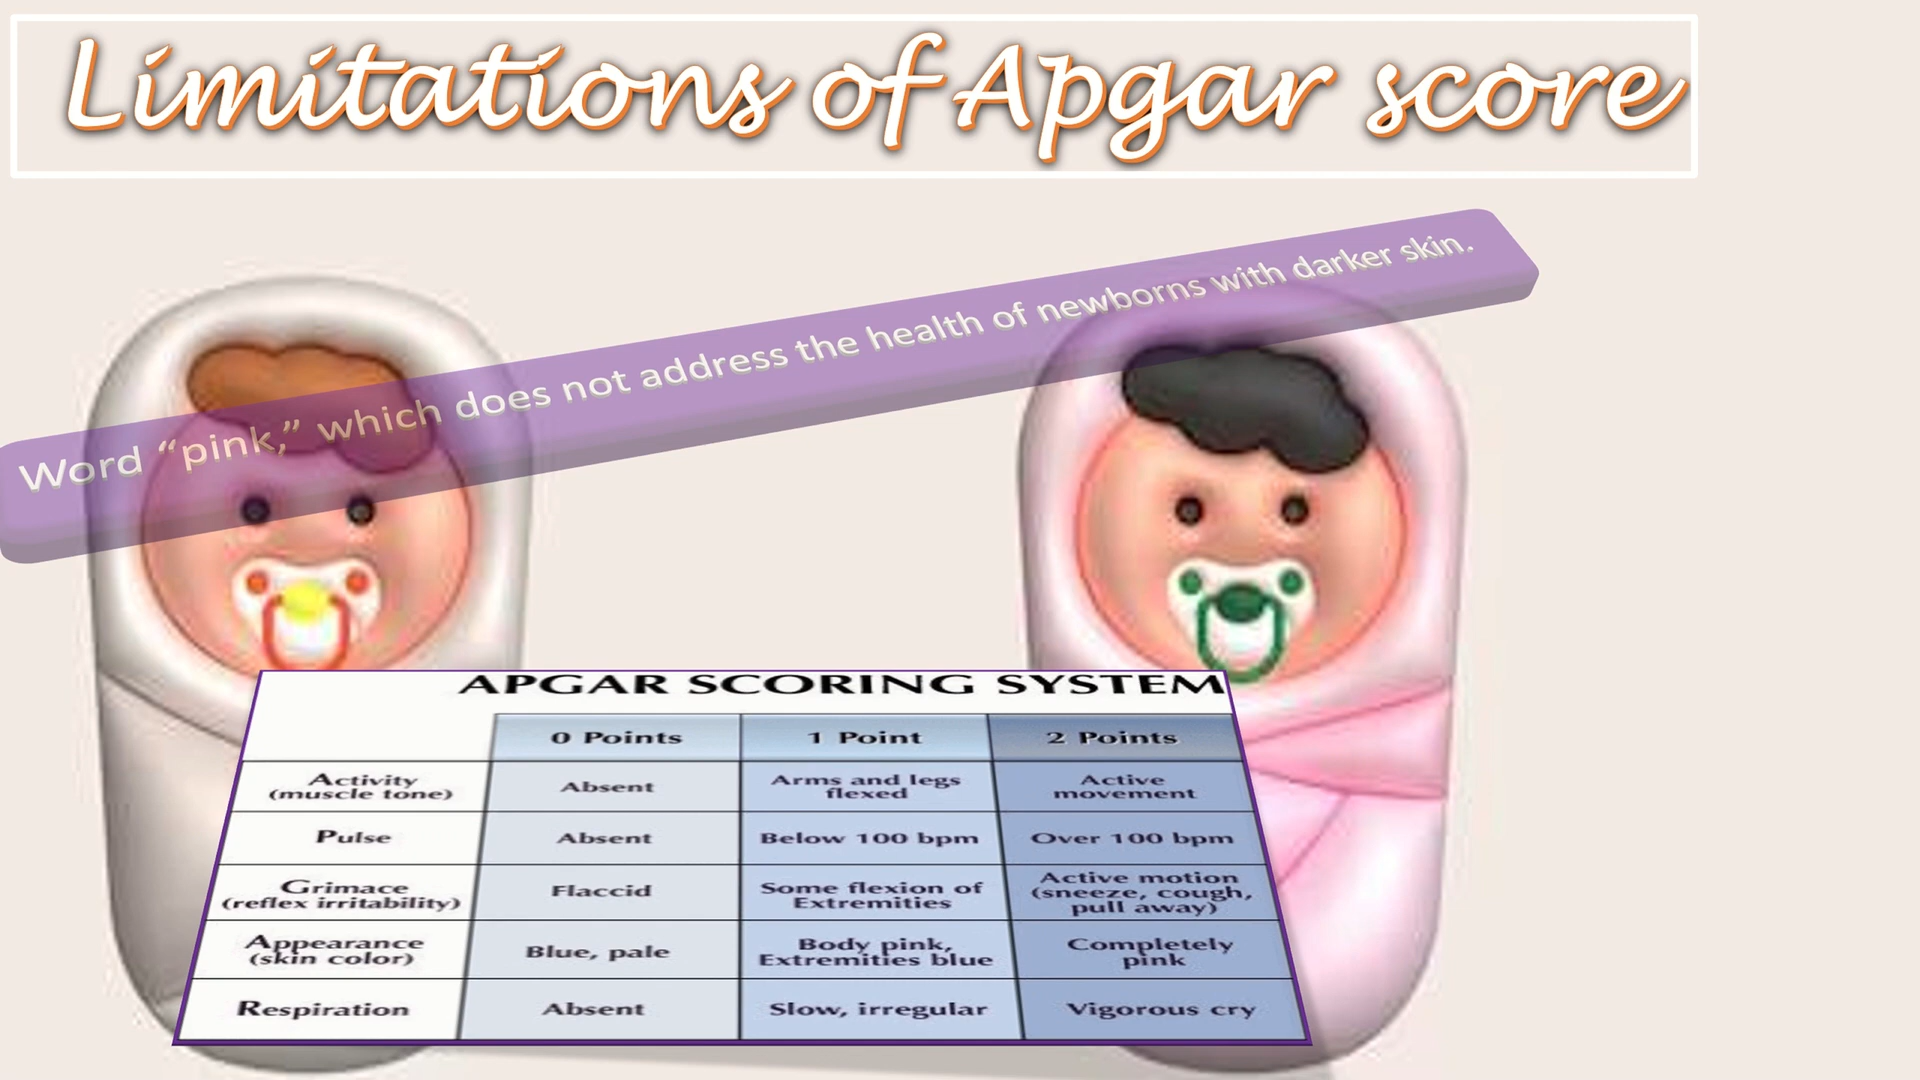 Limitations of Apgar score
Word “pink,” which does not address the health of newborns with darker skin.
APGAR SCORING SYSTEM
0 Points 1 Point 2 Points
Activity
(muscle tone)
Absent
Arms and legs
flexed
Active
movement
Pulse
Absent
Below 100 bpm
Over 100 bpm
Grimace
(reflex irritability)
Flaccid
Some flexion of
Extremities
Active motion
(sneeze, cough,
pull away)
Appearance
(skin color)
Blue, pale
Body pink,
Extremities blue
Completely
pink
Respiration
Absent
Slow, irregular
Vigorous cry